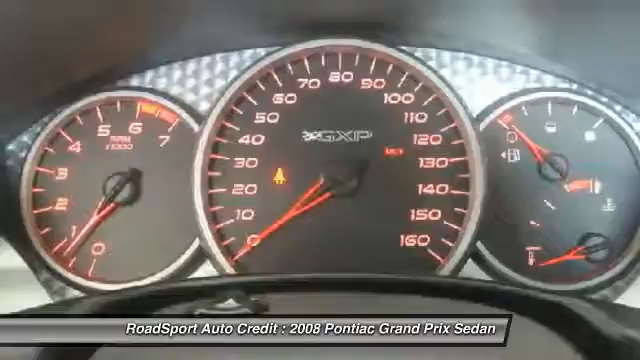 5 6
4 7
3
2
1
0
RPM
x1000
70 80 90
60 100
50 110
40 120
30 130
20 140
10 150
0 160
GXP
RoadSport Auto Credit : 2008 Pontiac Grand Prix Sedan